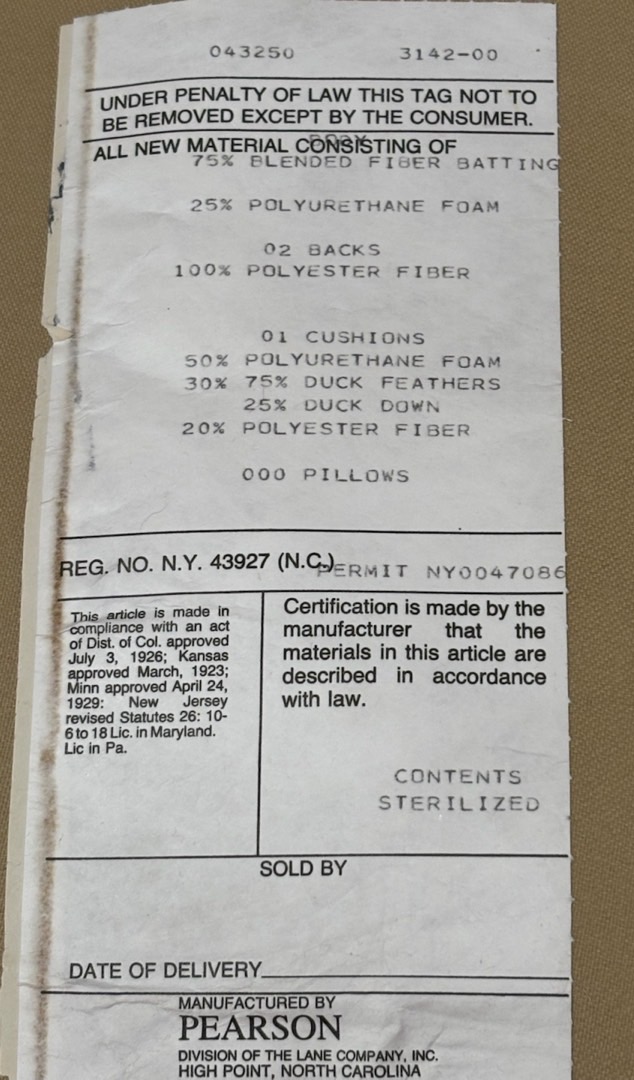 043250 3142-00
UNDER PENALTY OF LAW THIS TAG NOT TO
BE REMOVED EXCEPT BY THE CONSUMER.
BODY
ALL NEW MATERIAL CONSISTING OF
75% BLENDED FIBER BATTING
25% POLYURETHANE FOAM
02 BACKS
100% POLYESTER FIBER
01 CUSHIONS
50% POLYURETHANE FOAM
30% 75% DUCK FEATHERS
25% DUCK DOWN
20% POLYESTER FIBER
000 PILLOWS
REG. NO. N.Y. 43927 (N.C.) PERMIT NY0047086
This article is made in
compliance with an act
of Dist. of Col. approved
July 3, 1926; Kansas
approved March, 1923;
Minn approved April 24,
1929: New Jersey
revised Statutes 26: 10-
6 to 18 Lic. in Maryland.
Lic in Pa.
Certification is made by the
manufacturer that the
materials in this article are
described in accordance
with law.
CONTENTS
STERILIZED
SOLD BY
DATE OF DELIVERY
MANUFACTURED BY
PEARSON
DIVISION OF THE LANE COMPANY, INC.
HIGH POINT, NORTH CAROLINA